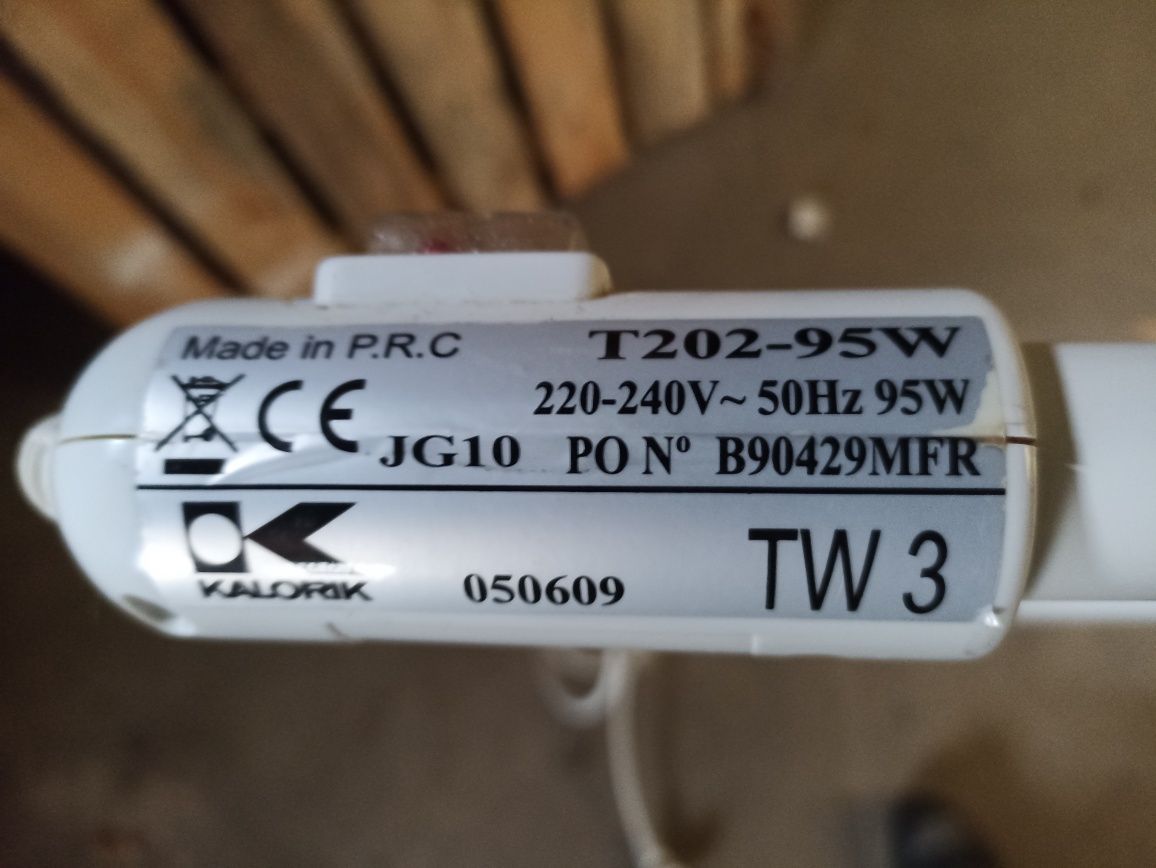 Made in P.R.C
T202-95W
220-240V~ 50Hz 95W
CE
JG10 PO Nº B90429MFR
KALORIK
050609
TW 3